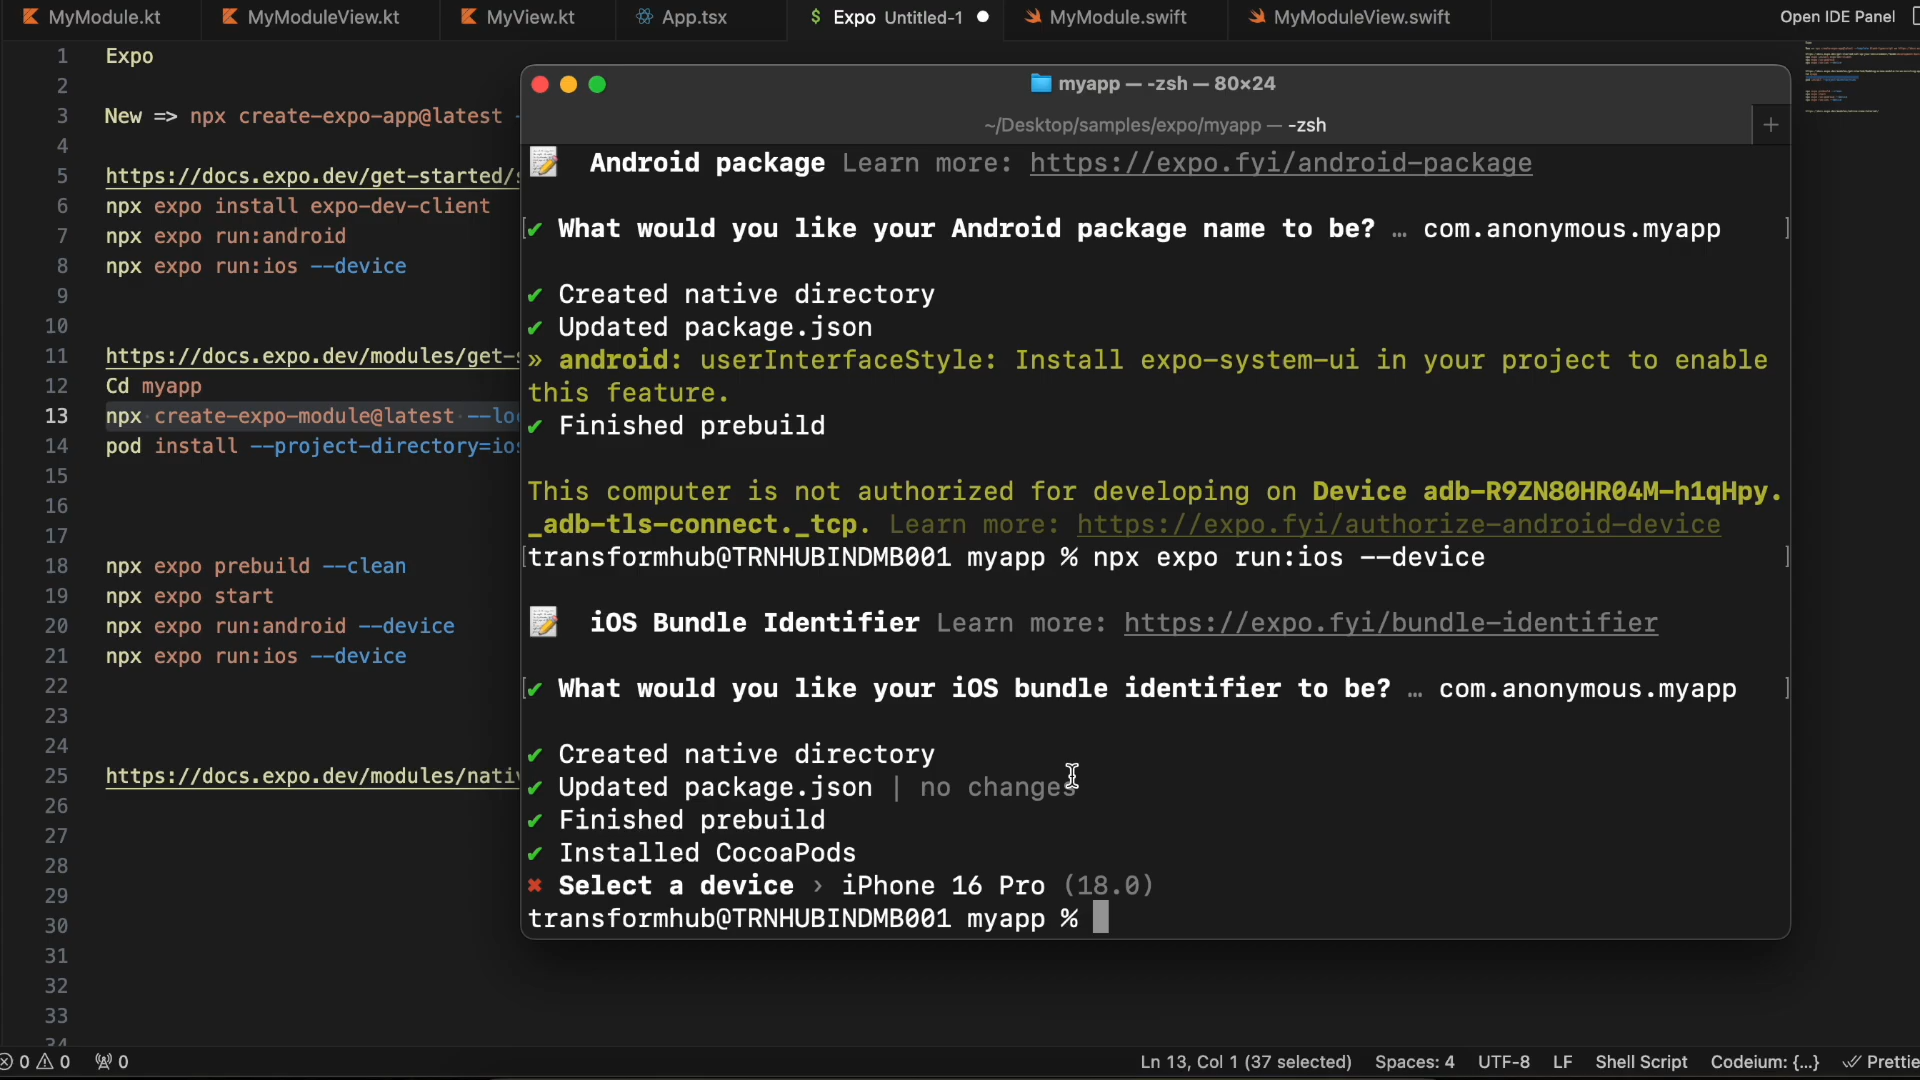 MyModule.kt
MyModuleView.kt
MyView.kt
App.tsx
$ Expo Untitled-1
MyModule.swift
MyModuleView.swift
Open IDE Panel
1 Expo
2
3 New => npx create-expo-app@latest
4
5 https://docs.expo.dev/get-started/
6 npx expo install expo-dev-client
7 npx expo run:android
8 npx expo run:ios --device
9
10
11 https://docs.expo.dev/modules/get-
12 Cd myapp
13 npx create-expo-module@latest --lo
14 pod install --project-directory=ios
15
16
17
18 npx expo prebuild --clean
19 npx expo start
20 npx expo run:android --device
21 npx expo run:ios --device
22
23
24
25 https://docs.expo.dev/modules/nativ
26
27
28
29
30
31
32
33
34
myapp — -zsh — 80×24
~/Desktop/samples/expo/myapp — -zsh
+
📝 Android package Learn more: https://expo.fyi/android-package
[✔ What would you like your Android package name to be? … com.anonymous.myapp ]
✔ Created native directory
✔ Updated package.json
» android: userInterfaceStyle: Install expo-system-ui in your project to enable
this feature.
✔ Finished prebuild
This computer is not authorized for developing on Device adb-R9ZN80HR04M-h1qHpy.
_adb-tls-connect._tcp. Learn more: https://expo.fyi/authorize-android-device
[transformhub@TRNHUBINDMB001 myapp % npx expo run:ios --device ]
📝 iOS Bundle Identifier Learn more: https://expo.fyi/bundle-identifier
[✔ What would you like your iOS bundle identifier to be? … com.anonymous.myapp ]
✔ Created native directory
✔ Updated package.json | no changes
✔ Finished prebuild
✔ Installed CocoaPods
✖ Select a device › iPhone 16 Pro (18.0)
transformhub@TRNHUBINDMB001 myapp %
0 0 0
Ln 13, Col 1 (37 selected)
Spaces: 4
UTF-8
LF
Shell Script
Codeium: {...}
Prettie